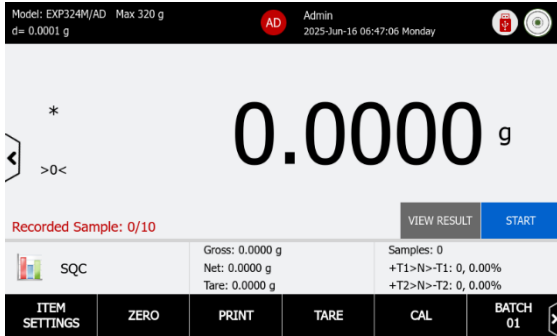 Model: EXP324M/AD Max 320 g
d= 0.0001 g
AD
Admin
2025-Jun-16 06:47:06 Monday
*
>0<
0.0000 g
Recorded Sample: 0/10
VIEW RESULT
START
SQC
Gross: 0.0000 g
Net: 0.0000 g
Tare: 0.0000 g
Samples: 0
+T1>N>-T1: 0, 0.00%
+T2>N>-T2: 0, 0.00%
ITEM
SETTINGS
ZERO
PRINT
TARE
CAL
BATCH
01